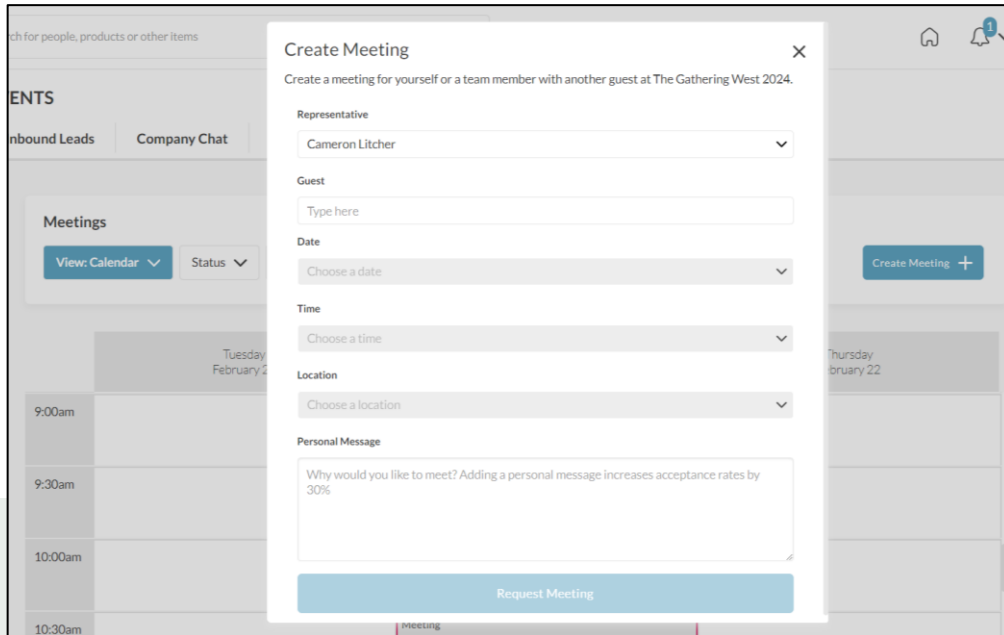 rch for people, products or other items
1
ENTS
nbound Leads
Company Chat
Meetings
View: Calendar
Status
Create Meeting
Tuesday
February 2
Thursday
bruary 22
9:00am
9:30am
10:00am
10:30am
Meeting
Create Meeting
Create a meeting for yourself or a team member with another guest at The Gathering West 2024.
Representative
Cameron Litcher
Guest
Type here
Date
Choose a date
Time
Choose a time
Location
Choose a location
Personal Message
Why would you like to meet? Adding a personal message increases acceptance rates by
30%
Request Meeting